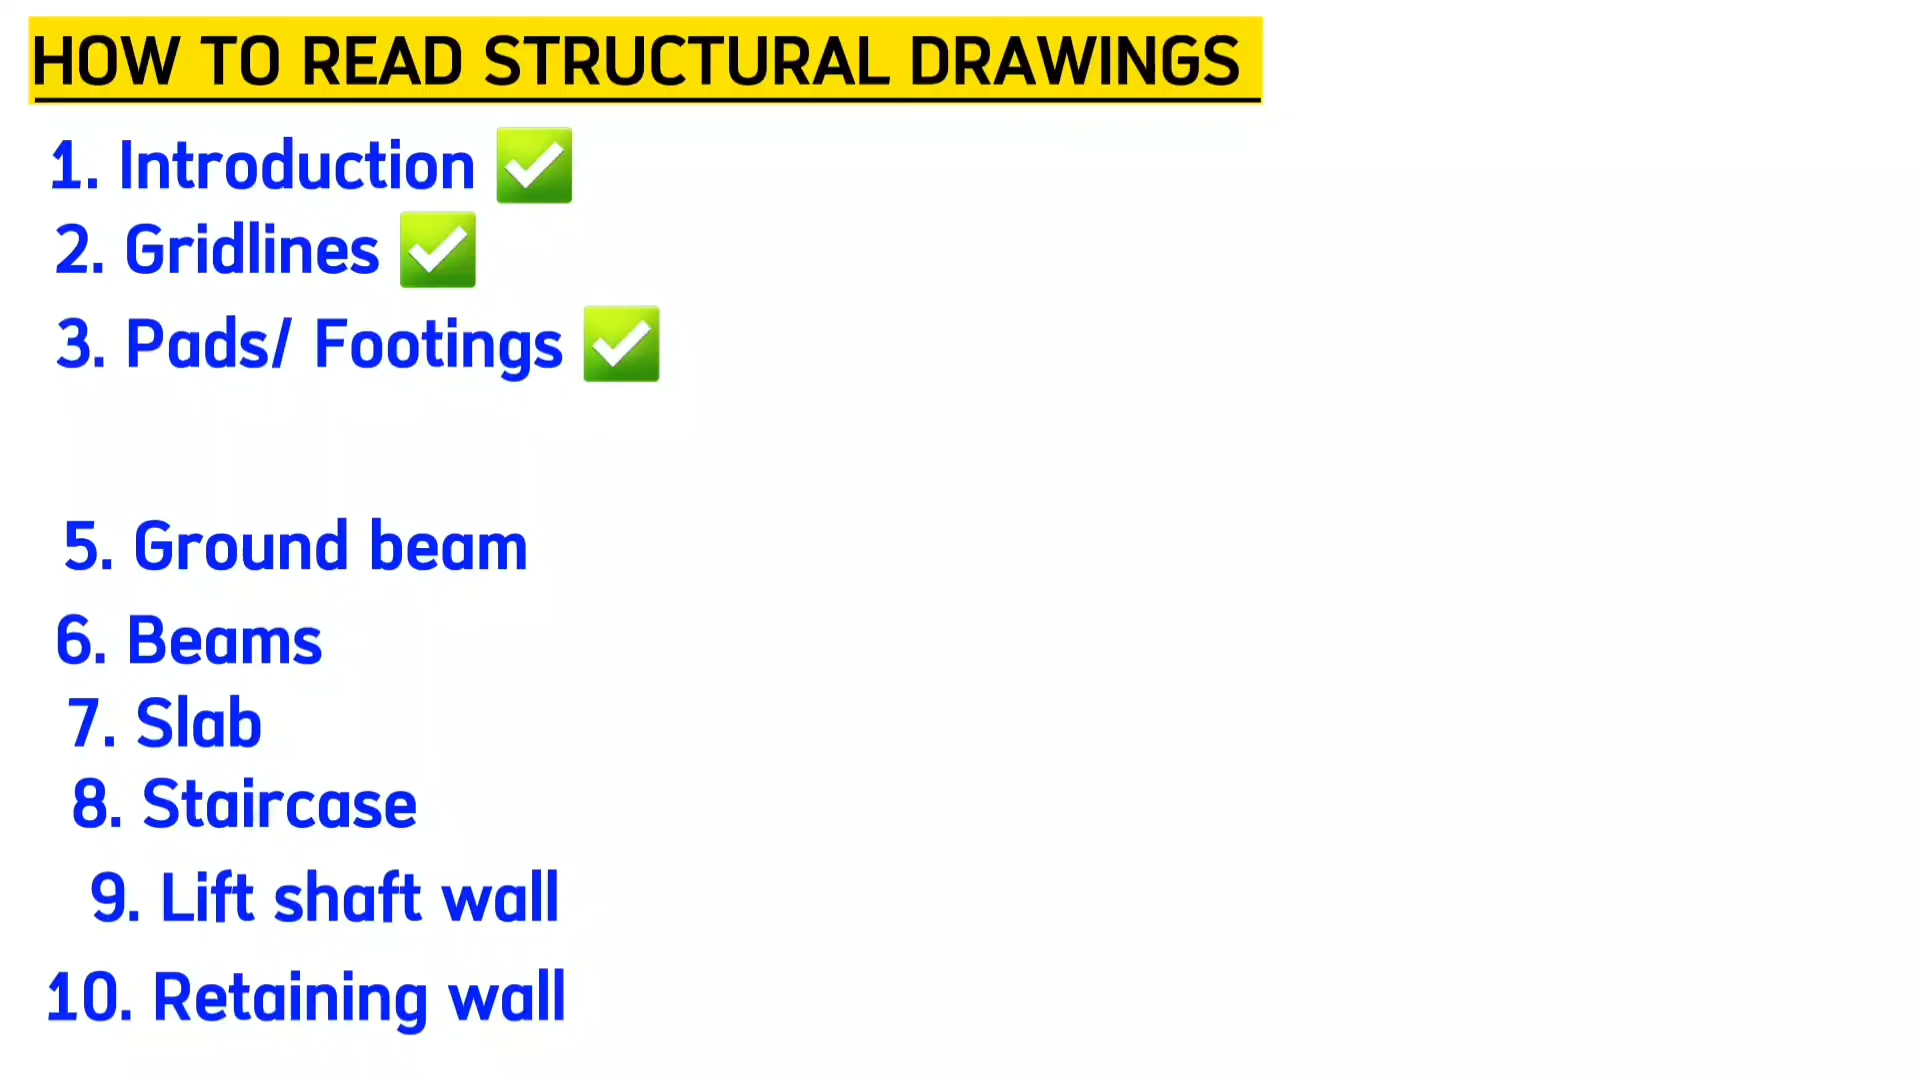 HOW TO READ STRUCTURAL DRAWINGS
1. Introduction ✅
2. Gridlines ✅
3. Pads/ Footings ✅
5. Ground beam
6. Beams
7. Slab
8. Staircase
9. Lift shaft wall
10. Retaining wall